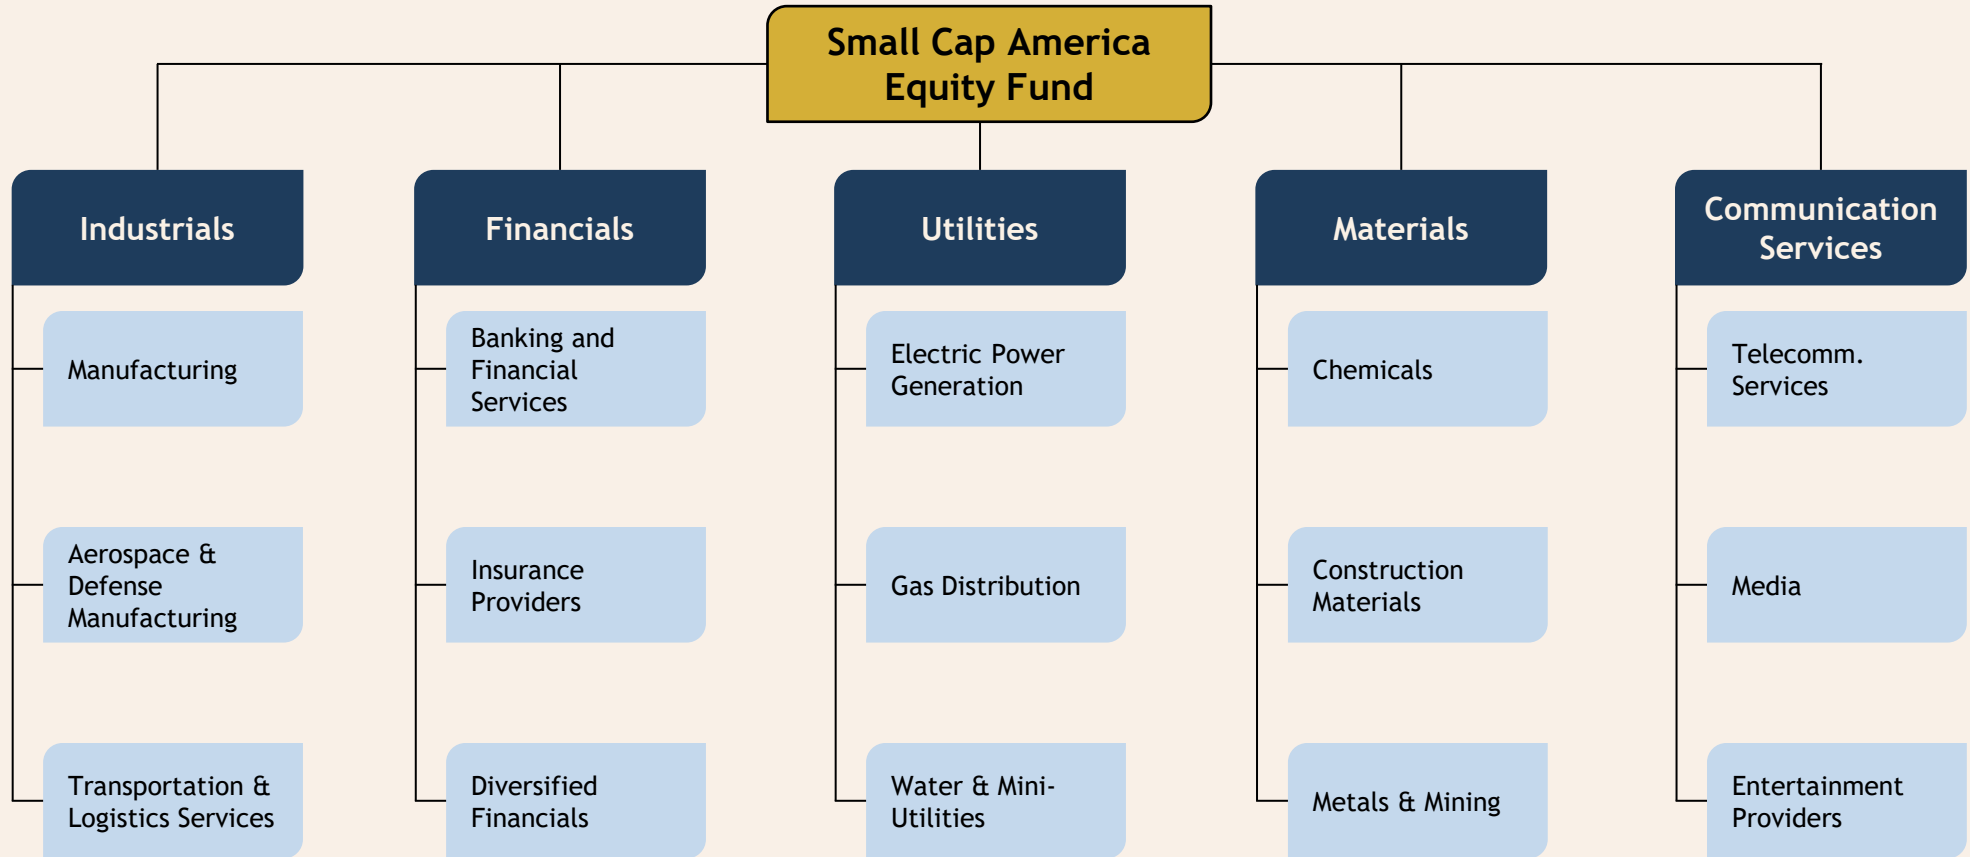 Small Cap America
Equity Fund
Industrials
Financials
Utilities
Materials
Communication
Services
Manufacturing
Banking and
Financial
Services
Electric Power
Generation
Chemicals
Telecomm.
Services
Aerospace &
Defense
Manufacturing
Insurance
Providers
Gas Distribution
Construction
Materials
Media
Transportation &
Logistics Services
Diversified
Financials
Water & Mini-
Utilities
Metals & Mining
Entertainment
Providers